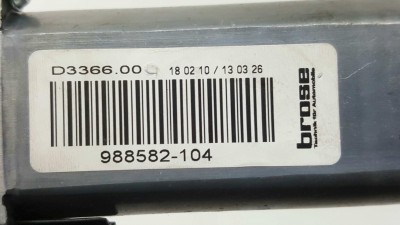 D3366.00 18 02 10 / 13 03 26
988582-104
brose
Technik für Automobile